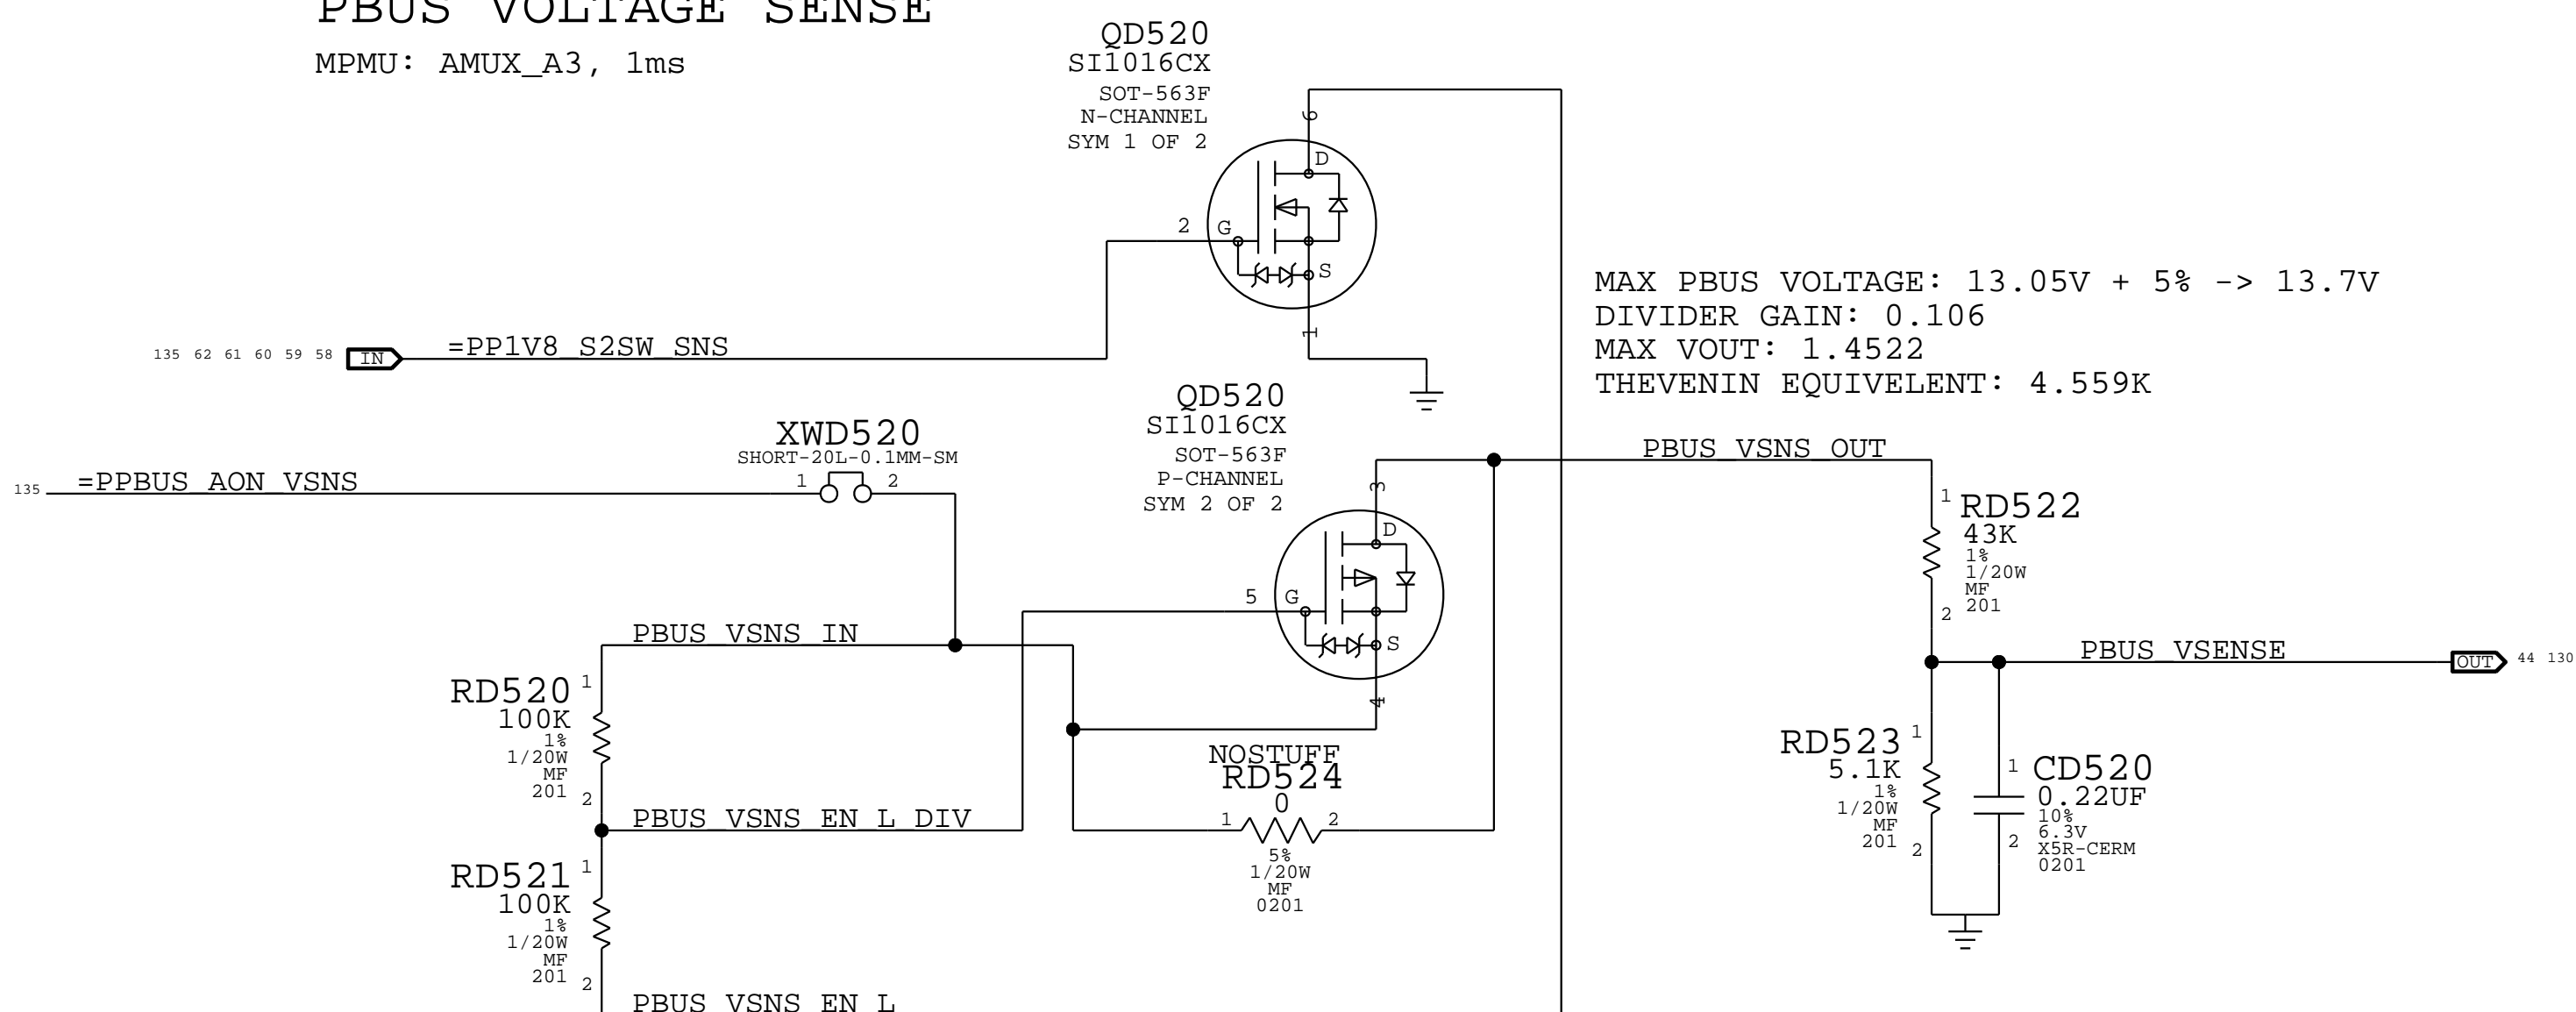 PBUS VOLTAGE SENSE
MPMU: AMUX_A3, 1ms
QD520
SI1016CX
SOT-563F
N-CHANNEL
SYM 1 OF 2
6
D
2
G
S
1
135 62 61 60 59 58
IN
=PP1V8_S2SW_SNS
MAX PBUS VOLTAGE: 13.05V + 5% -> 13.7V
DIVIDER GAIN: 0.106
MAX VOUT: 1.4522
THEVENIN EQUIVELENT: 4.559K
QD520
SI1016CX
SOT-563F
P-CHANNEL
SYM 2 OF 2
3
D
5
G
S
4
XWD520
SHORT-20L-0.1MM-SM
1
2
135
=PPBUS_AON_VSNS
PBUS_VSNS_OUT
1
RD522
43K
1%
1/20W
MF
201
2
PBUS_VSNS_IN
PBUS_VSENSE
OUT
44 130
RD520
100K
1%
1/20W
MF
201
1
2
NOSTUFF
RD524
0
1
2
5%
1/20W
MF
0201
RD523
5.1K
1%
1/20W
MF
201
1
2
1
CD520
0.22UF
10%
6.3V
X5R-CERM
0201
2
PBUS_VSNS_EN_L_DIV
RD521
100K
1%
1/20W
MF
201
1
2
PBUS_VSNS_EN_L